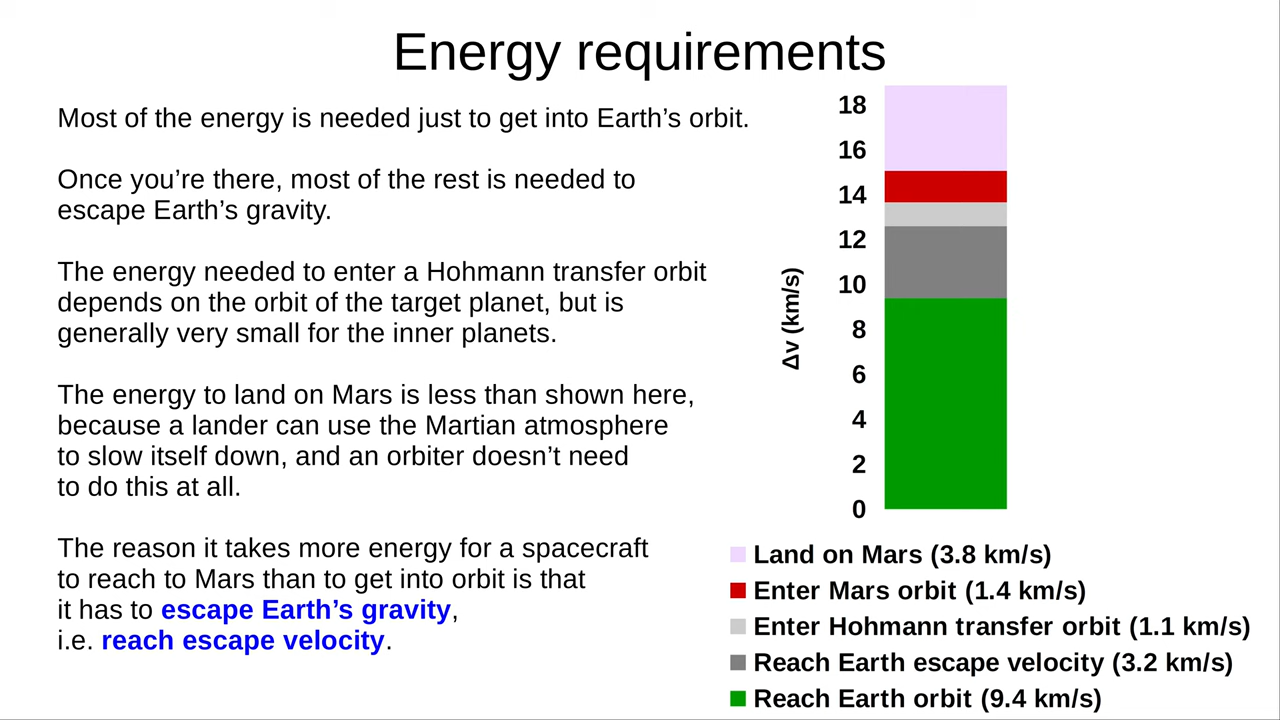 Energy requirements
Most of the energy is needed just to get into Earth’s orbit.
Once you’re there, most of the rest is needed to
escape Earth’s gravity.
The energy needed to enter a Hohmann transfer orbit
depends on the orbit of the target planet, but is
generally very small for the inner planets.
The energy to land on Mars is less than shown here,
because a lander can use the Martian atmosphere
to slow itself down, and an orbiter doesn’t need
to do this at all.
The reason it takes more energy for a spacecraft
to reach to Mars than to get into orbit is that
it has to escape Earth’s gravity,
i.e. reach escape velocity.
18
16
14
12
10
8
6
4
2
0
Δv (km/s)
Land on Mars (3.8 km/s)
Enter Mars orbit (1.4 km/s)
Enter Hohmann transfer orbit (1.1 km/s)
Reach Earth escape velocity (3.2 km/s)
Reach Earth orbit (9.4 km/s)